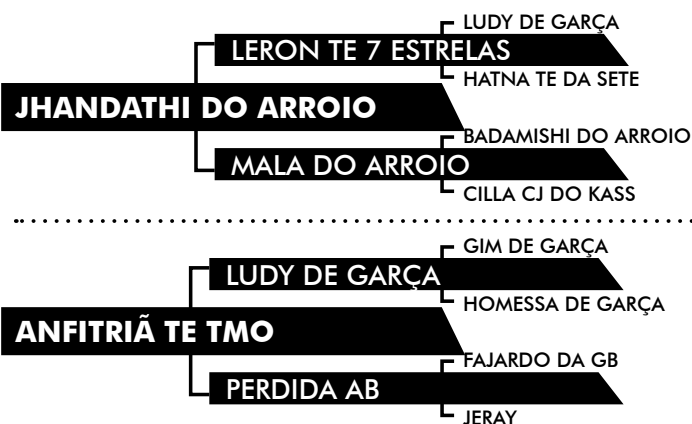 LUDY DE GARÇA
LERON TE 7 ESTRELAS
HATNA TE DA SETE
JHANDATHI DO ARROIO
BADAMISHI DO ARROIO
MALA DO ARROIO
CILLA CJ DO KASS
GIM DE GARÇA
LUDY DE GARÇA
HOMESSA DE GARÇA
ANFITRIÃ TE TMO
FAJARDO DA GB
PERDIDA AB
JERAY